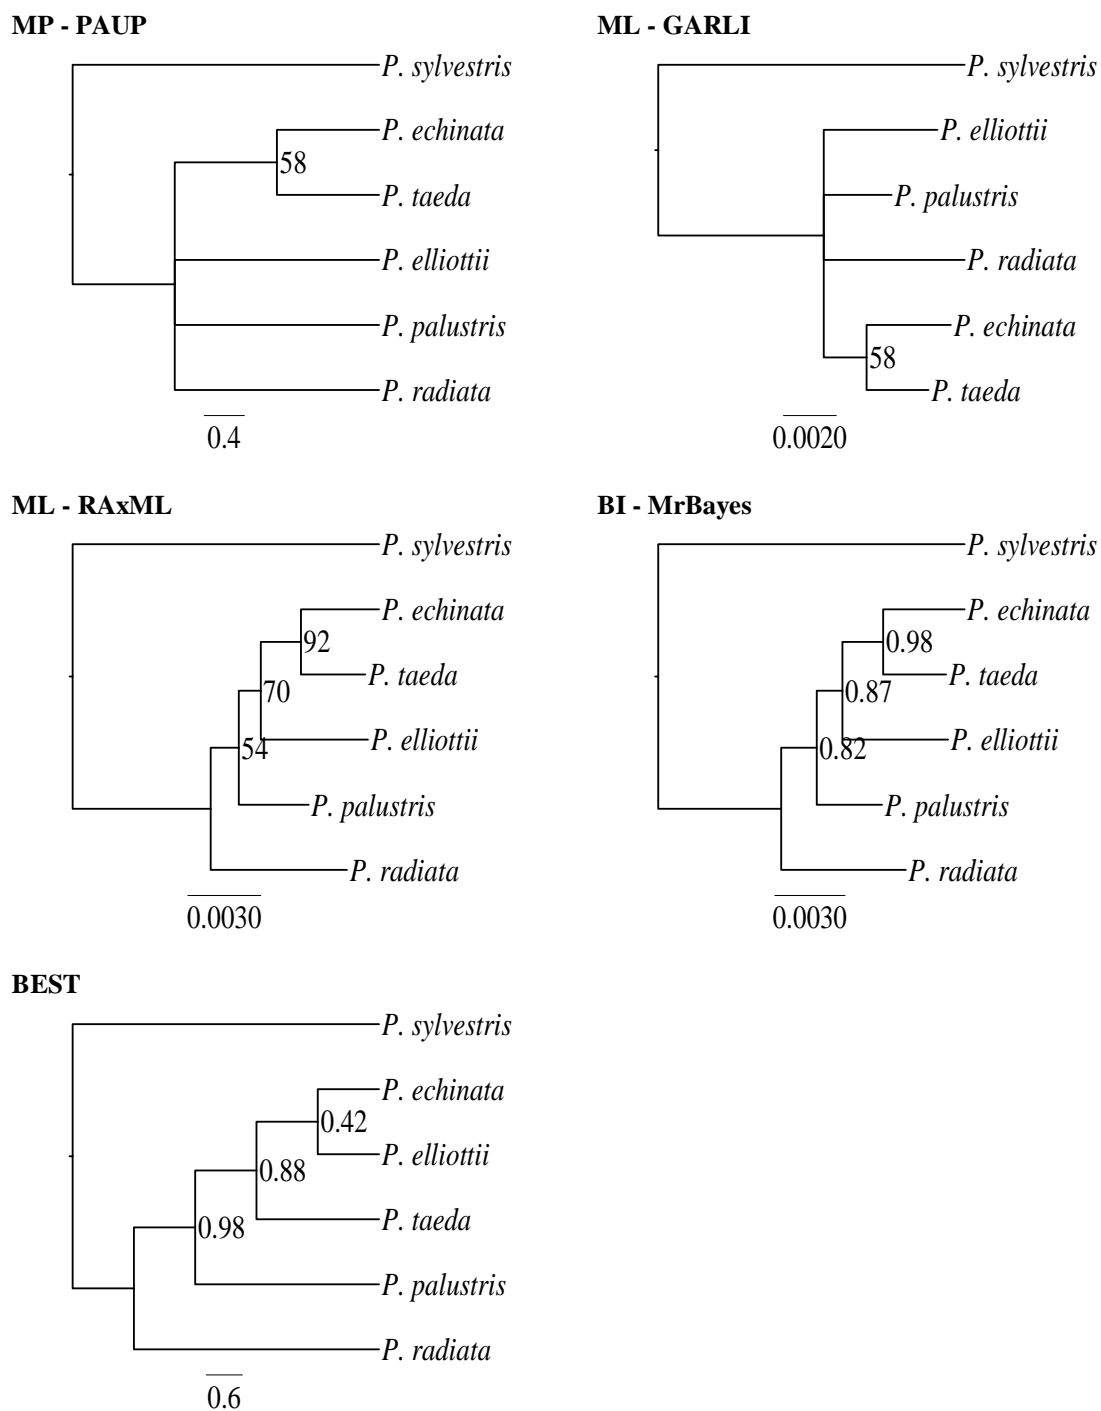 MP - PAUP
P. sylvestris
P. echinata
58
P. taeda
P. elliottii
P. palustris
P. radiata
0.4
ML - GARLI
P. sylvestris
P. elliottii
P. palustris
P. radiata
P. echinata
58
P. taeda
0.0020
ML - RAxML
P. sylvestris
P. echinata
92
P. taeda
70
P. elliottii
54
P. palustris
P. radiata
0.0030
BI - MrBayes
P. sylvestris
P. echinata
0.98
P. taeda
0.87
P. elliottii
0.82
P. palustris
P. radiata
0.0030
BEST
P. sylvestris
P. echinata
0.42
P. elliottii
0.88
P. taeda
0.98
P. palustris
P. radiata
0.6